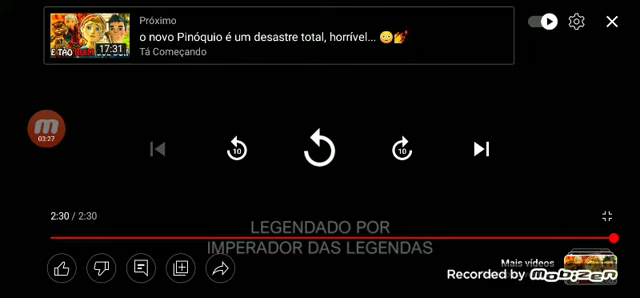 Próximo
o novo Pinóquio é um desastre total, horrível...
17:31
Tá Começando
03:27
10
10
2:30 / 2:30
LEGENDADO POR
IMPERADOR DAS LEGENDAS
Mais vídeos
Recorded by Mobizen